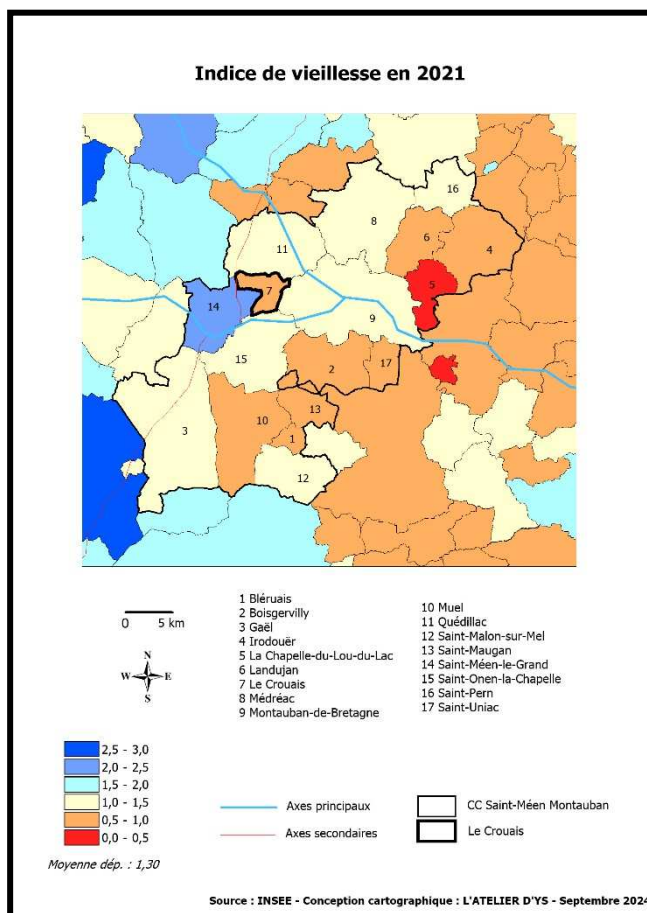 Indice de vieillesse en 2021
16
8
6
4
11
5
7
14
9
15
2
17
10
13
3
1
12
0 5 km
N
W E
S
1 Bléruais
2 Boisgervilly
3 Gaël
4 Irodouër
5 La Chapelle-du-Lou-du-Lac
6 Landujan
7 Le Crouais
8 Médréac
9 Montauban-de-Bretagne
10 Muel
11 Quédillac
12 Saint-Malon-sur-Mel
13 Saint-Maugan
14 Saint-Méen-le-Grand
15 Saint-Onen-la-Chapelle
16 Saint-Pern
17 Saint-Uniac
2,5 - 3,0
2,0 - 2,5
1,5 - 2,0
1,0 - 1,5
0,5 - 1,0
0,0 - 0,5
Moyenne dép. : 1,30
Axes principaux
Axes secondaires
CC Saint-Méen Montauban
Le Crouais
Source : INSEE - Conception cartographique : L'ATELIER D'YS - Septembre 2024